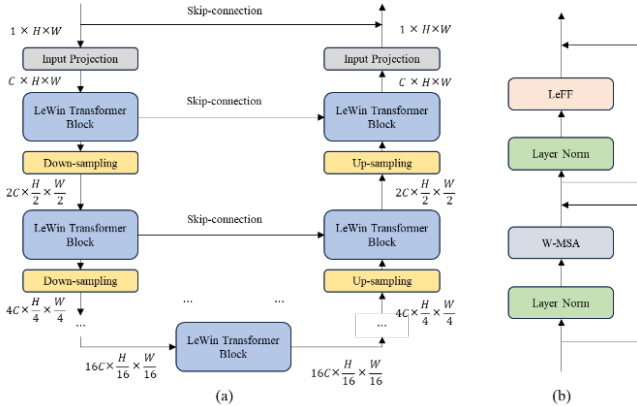 Skip-connection
1 × H×W
1 × H×W
Input Projection
Input Projection
C × H×W
C × H×W
LeWin Transformer
Block
Skip-connection
LeWin Transformer
Block
Down-sampling
Up-sampling
2C× H/2 × W/2
2C× H/2 × W/2
LeWin Transformer
Block
Skip-connection
LeWin Transformer
Block
Down-sampling
Up-sampling
4C× H/4 × W/4
4C× H/4 × W/4
...
...
...
...
LeWin Transformer
Block
16C× H/16 × W/16
16C× H/16 × W/16
(a)
LeFF
Layer Norm
W-MSA
Layer Norm
(b)